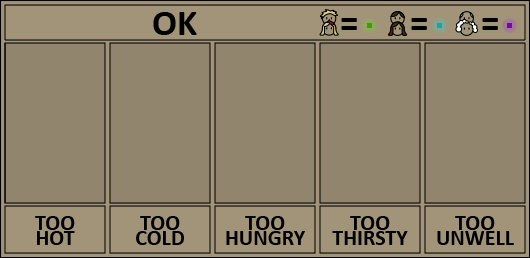 OK = = =
TOO
HOT
TOO
COLD
TOO
HUNGRY
TOO
THIRSTY
TOO
UNWELL